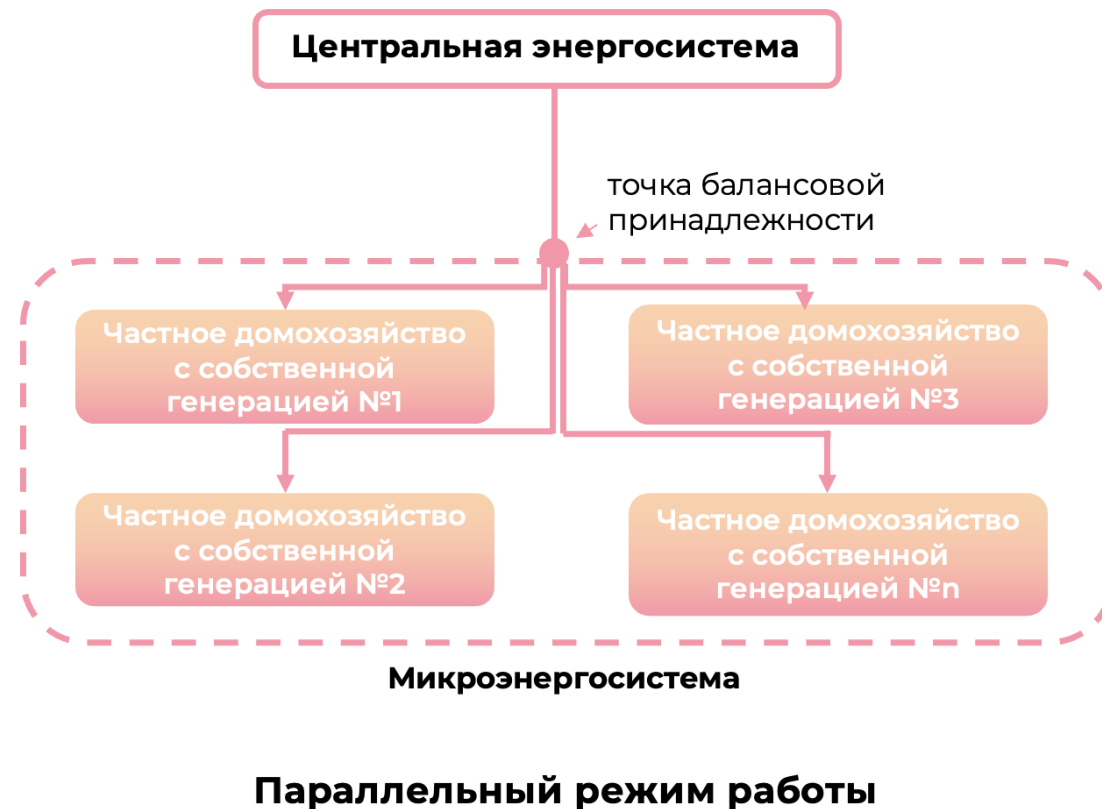 Центральная энергосистема
точка балансовой
принадлежности
Частное домохозяйство
с собственной
генерацией №1
Частное домохозяйство
с собственной
генерацией №3
Частное домохозяйство
с собственной
генерацией №2
Частное домохозяйство
с собственной
генерацией №n
Микроэнергосистема
Параллельный режим работы